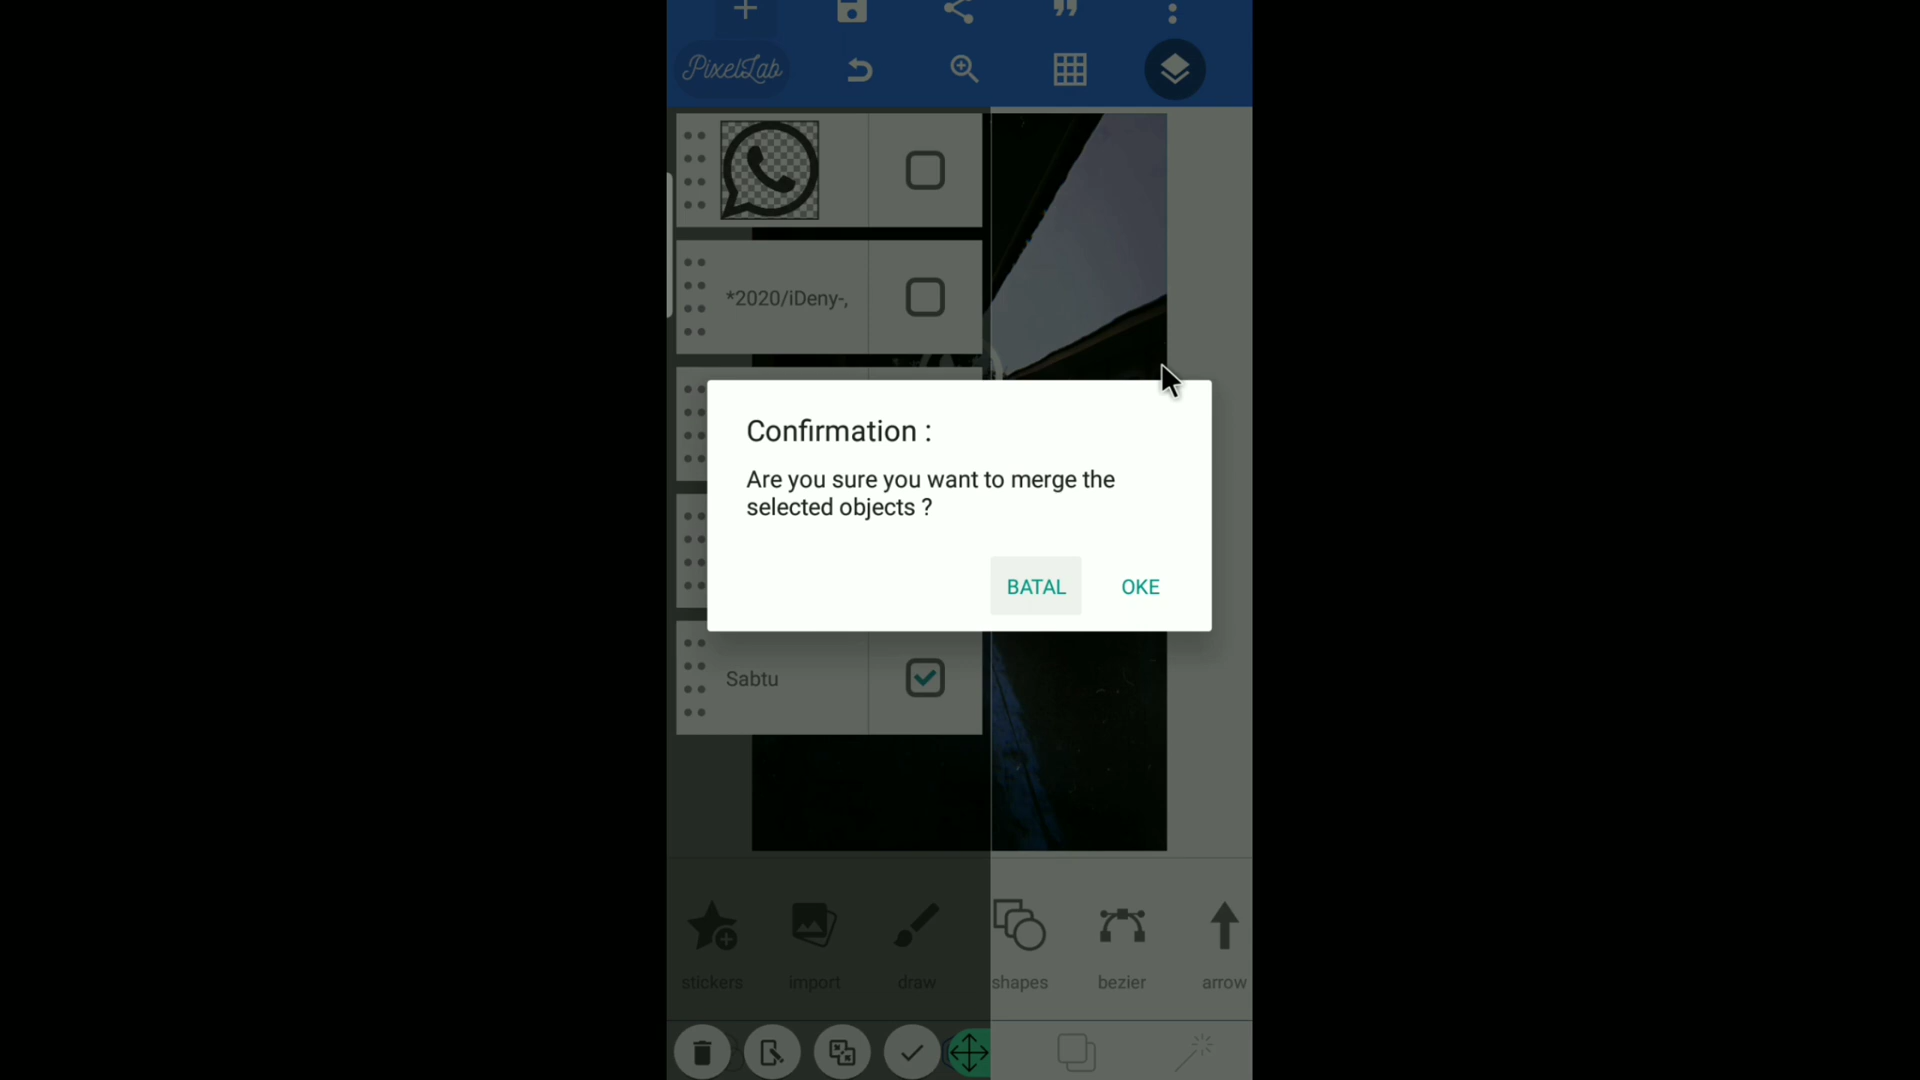 PixelLab
*2020/iDeny-,
Confirmation :
Are you sure you want to merge the
selected objects ?
BATAL OKE
Sabtu
stickers import draw shapes bezier arrow